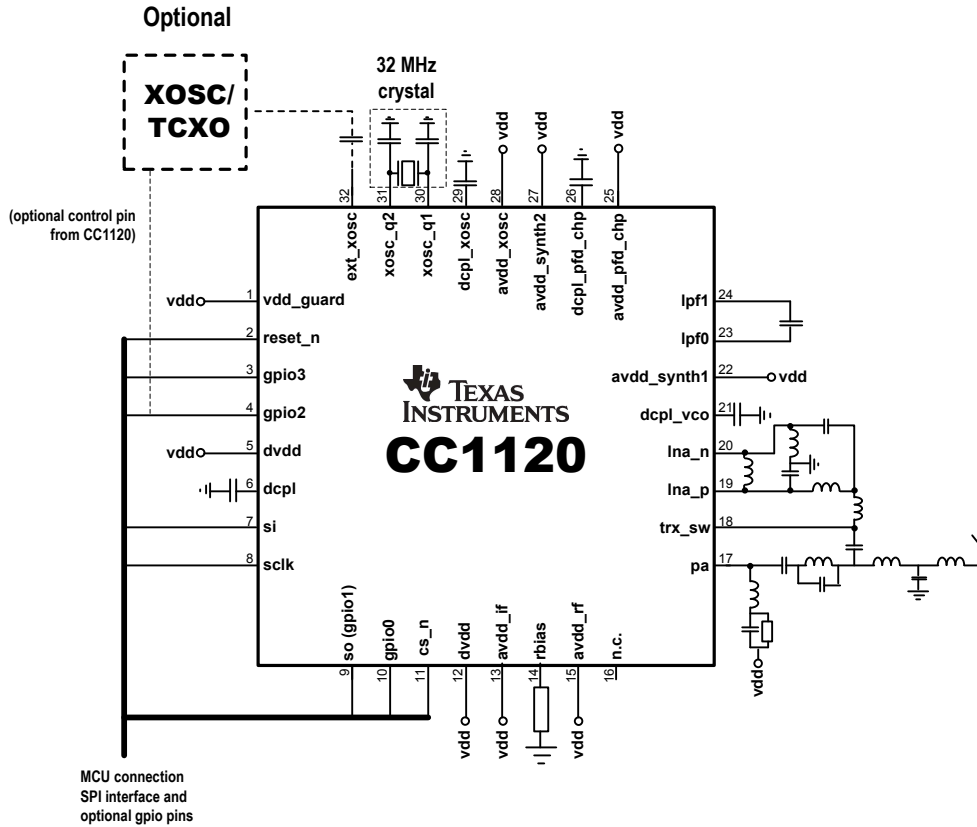 Optional
XOSC/
TCXO
32 MHz
crystal
(optional control pin
from CC1120)
vdd
vdd
vdd
32
31
30
29
28
27
26
25
ext_xosc
xosc_q2
xosc_q1
dcpl_xosc
avdd_xosc
avdd_synth2
dcpl_pfd_chp
avdd_pfd_chp
vdd 1 vdd_guard
2 reset_n
3 gpio3
4 gpio2
vdd 5 dvdd
6 dcpl
7 si
8 sclk
TEXAS
INSTRUMENTS
CC1120
lpf1 24
lpf0 23
avdd_synth1 22 vdd
dcpl_vco 21
lna_n 20
lna_p 19
trx_sw 18
pa 17
vdd
so (gpio1)
gpio0
cs_n
dvdd
avdd_if
rbias
avdd_rf
n.c.
9
10
11
12
13
14
15
16
vdd
vdd
vdd
MCU connection
SPI interface and
optional gpio pins